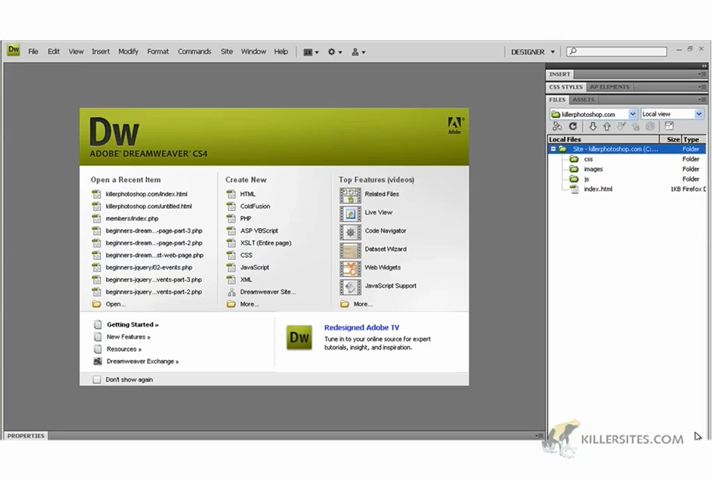 Dw File Edit View Insert Modify Format Commands Site Window Help DESIGNER
INSERT
CSS STYLES AP ELEMENTS
FILES ASSETS
killerphotoshop.com Local view
Local Files Size Type
Site - killerphotoshop.com (C:... Folder
css Folder
images Folder
js Folder
index.html 1KB Firefox D
Dw
ADOBE® DREAMWEAVER® CS4
Adobe
Open a Recent Item
killerphotoshop.com/index.html
killerphotoshop.com/untitled.html
members/index.php
beginners-dream...-page-part-3.php
beginners-dream...-page-part-2.php
beginners-dream...st-web-page.php
beginners-jquery/02-events.php
beginners-jquery...vents-part-3.php
beginners-jquery...vents-part-2.php
Open...
Create New
HTML
ColdFusion
PHP
ASP VBScript
XSLT (Entire page)
CSS
JavaScript
XML
Dreamweaver Site...
More...
Top Features (videos)
Related Files
Live View
Code Navigator
Dataset Wizard
Web Widgets
JavaScript Support
More...
Getting Started »
New Features »
Resources »
Dreamweaver Exchange »
Dw
Redesigned Adobe TV
Tune in to your online source for expert
tutorials, insight, and inspiration.
Don't show again
PROPERTIES
KILLERSITES.COM